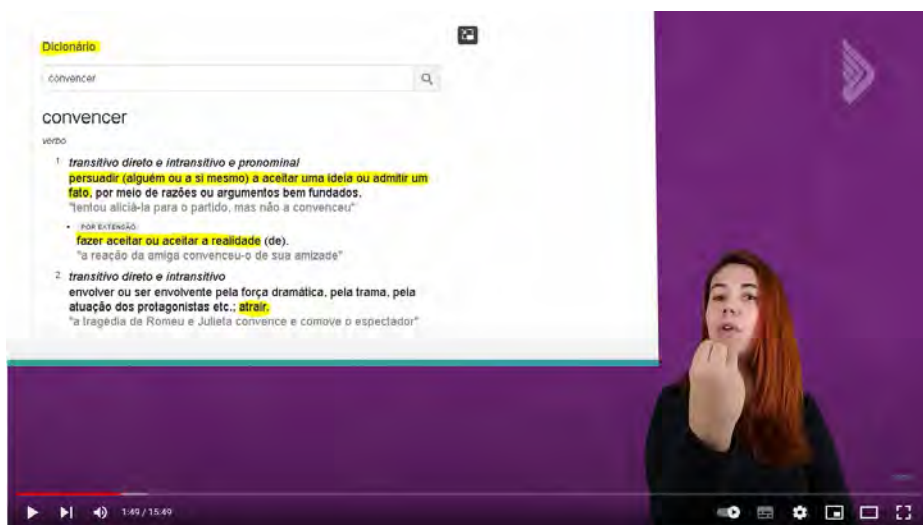 Dicionário
convencer
convencer
verbo
1 transitivo direto e intransitivo e pronominal
persuadir (alguém ou a si mesmo) a aceitar uma ideia ou admitir um
fato, por meio de razões ou argumentos bem fundados.
"tentou aliciá-la para o partido, mas não a convenceu"
• POR EXTENSÃO
fazer aceitar ou aceitar a realidade (de).
"a reação da amiga convenceu-o de sua amizade"
2 transitivo direto e intransitivo
envolver ou ser envolvente pela força dramática, pela trama, pela
atuação dos protagonistas etc.; atrair.
"a tragédia de Romeu e Julieta convence e comove o espectador"
1:49 / 15:49